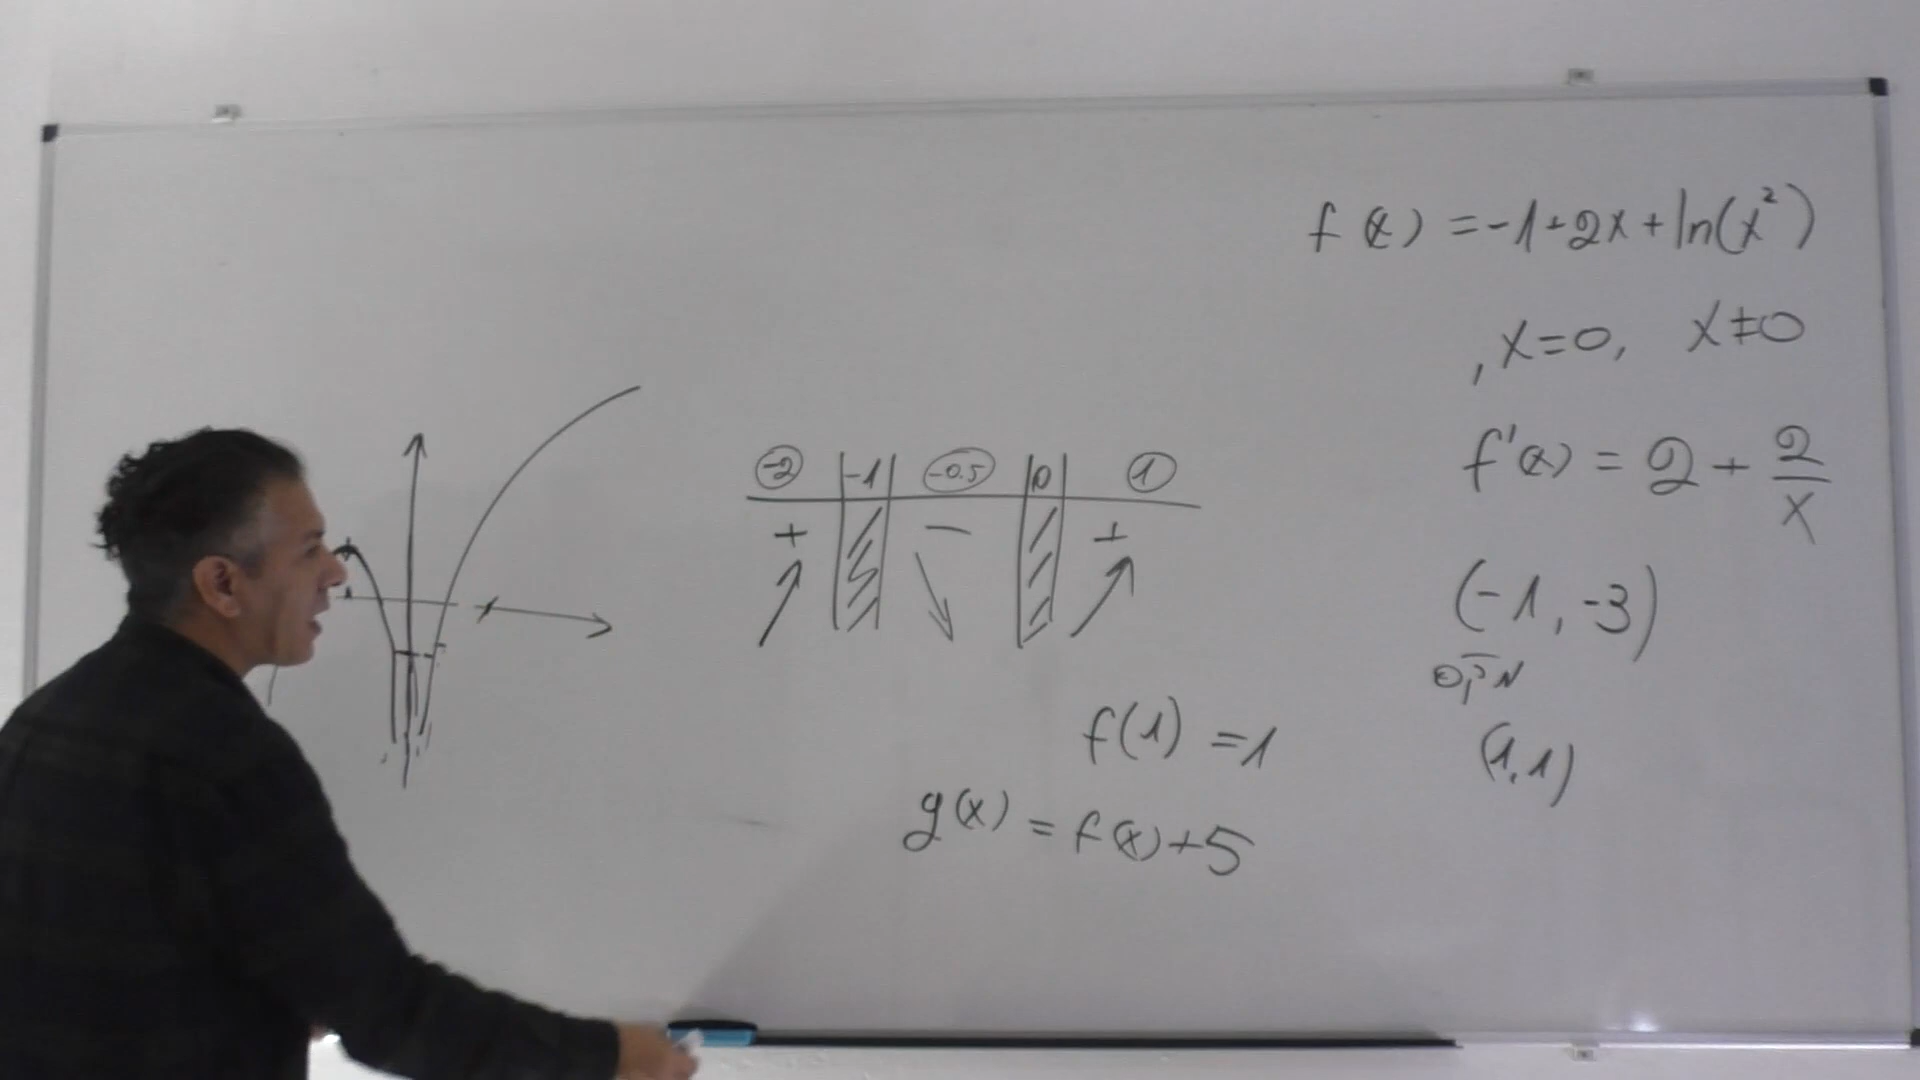 f(x) = -1+2x+ln(x²)
, x=0, x≠0
f'(x) = 2 + 2/x
-2 | -1 | -0.5 | 0 | 1
+ − +
(-1, -3)
f(1) = 1
(1,1)
g(x) = f(x)+5